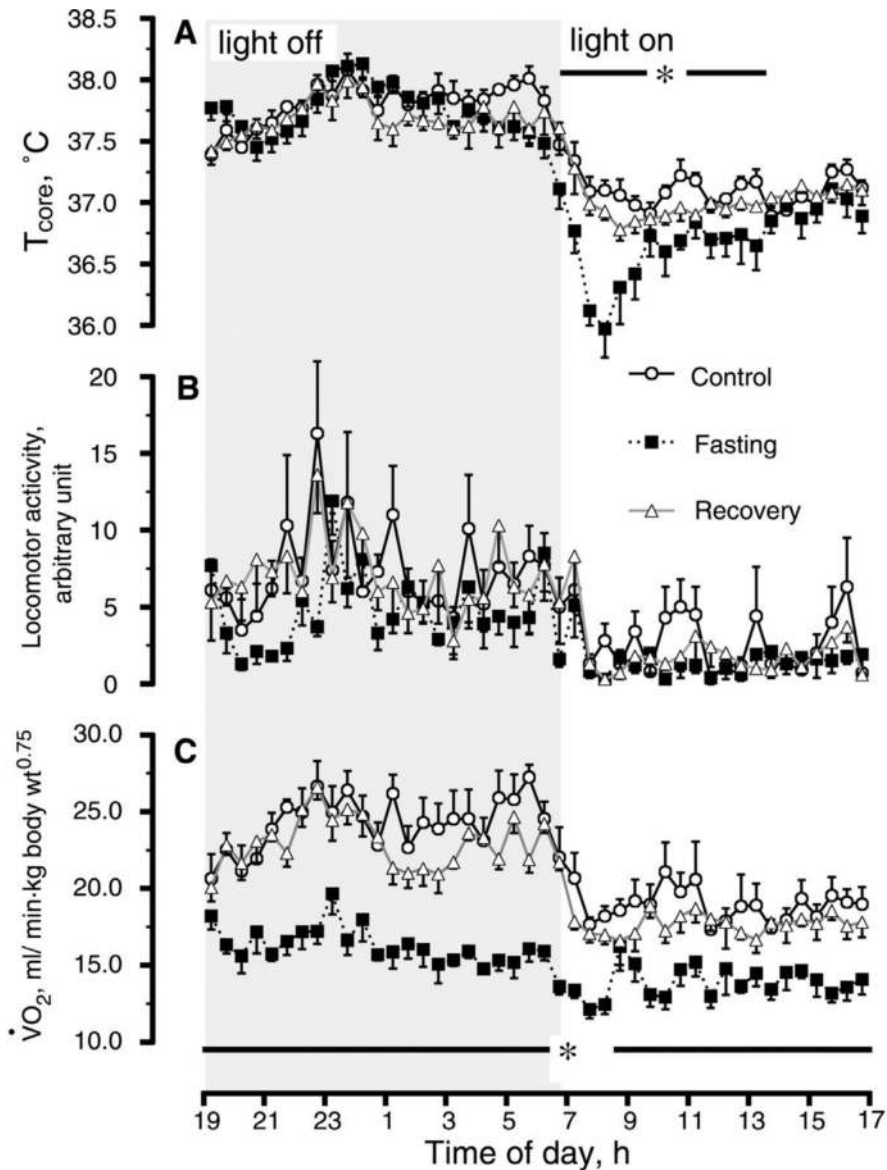 A
light off
light on
*
38.5
38.0
37.5
37.0
36.5
36.0
Tcore, °C
B
20
15
10
5
0
Locomotor acticvity,
arbitrary unit
Control
Fasting
Recovery
C
30.0
25.0
20.0
15.0
10.0
V̇O2, ml/ min·kg body wt^0.75
*
19 21 23 1 3 5 7 9 11 13 15 17
Time of day, h